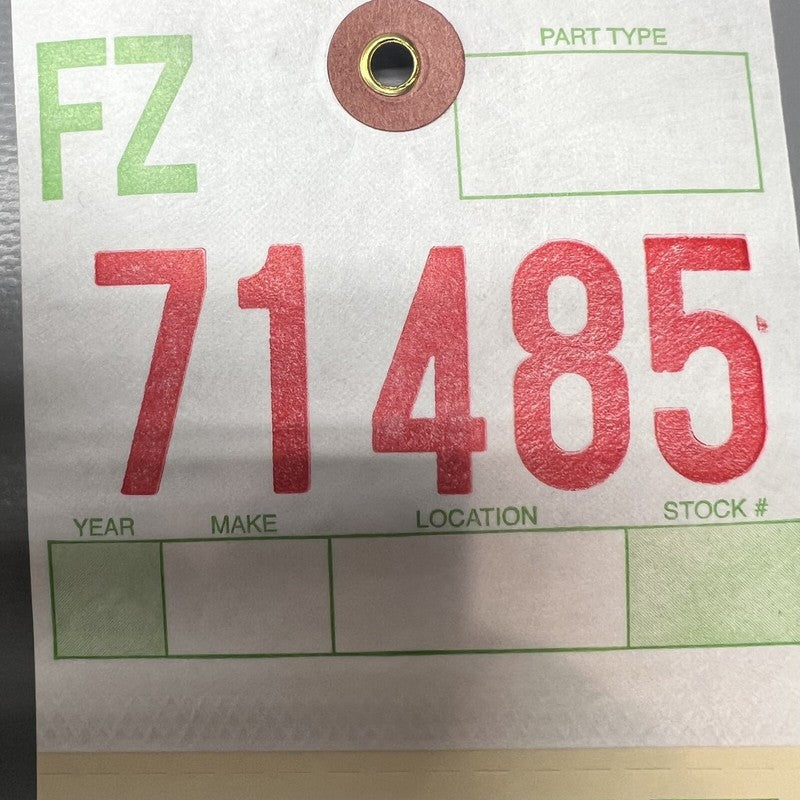 FZ
PART TYPE
71485
YEAR MAKE LOCATION STOCK #